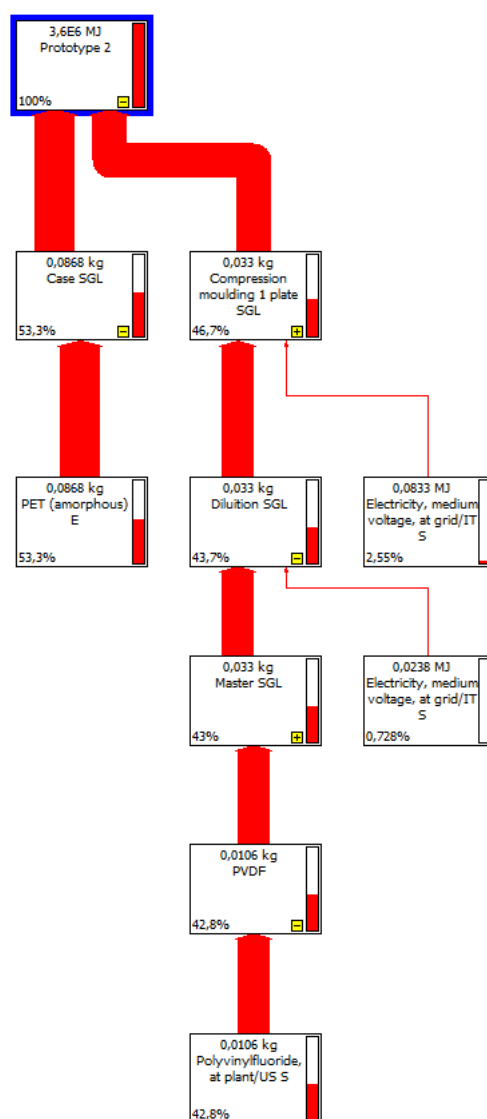 3,6E6 MJ
Prototype 2
100%
0,0868 kg
Case SGL
53,3%
0,033 kg
Compression
moulding 1 plate
SGL
46,7%
0,0868 kg
PET (amorphous)
E
53,3%
0,033 kg
Diluition SGL
43,7%
0,0833 MJ
Electricity, medium
voltage, at grid/IT
S
2,55%
0,033 kg
Master SGL
43%
0,0238 MJ
Electricity, medium
voltage, at grid/IT
S
0,728%
0,0106 kg
PVDF
42,8%
0,0106 kg
Polyvinylfluoride,
at plant/US S
42,8%